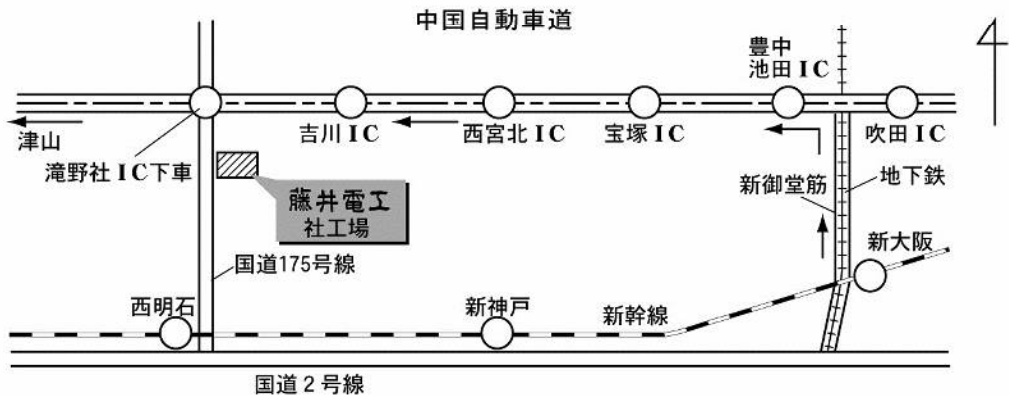 中国自動車道
豊中
池田IC
津山
滝野社IC下車
吉川IC
西宮北IC
宝塚IC
吹田IC
藤井電工
社工場
新御堂筋
地下鉄
新大阪
国道175号線
西明石
新神戸
新幹線
国道2号線